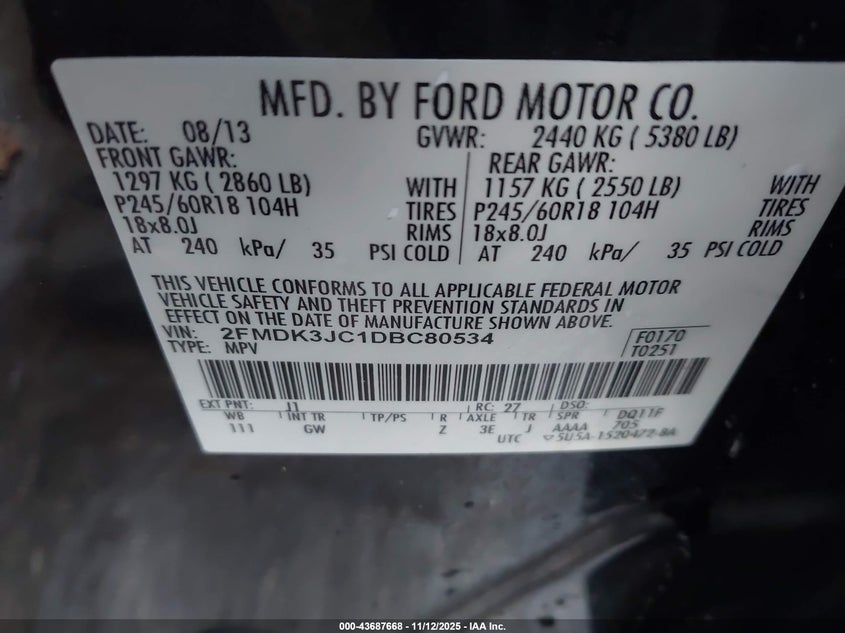 MFD. BY FORD MOTOR CO.
DATE: 08/13 GVWR: 2440 KG ( 5380 LB)
FRONT GAWR: REAR GAWR:
1297 KG ( 2860 LB) WITH 1157 KG ( 2550 LB) WITH
P245/60R18 104H TIRES P245/60R18 104H TIRES
18x8.0J RIMS 18x8.0J RIMS
AT 240 kPa/ 35 PSI COLD AT 240 kPa/ 35 PSI COLD
THIS VEHICLE CONFORMS TO ALL APPLICABLE FEDERAL MOTOR
VEHICLE SAFETY AND THEFT PREVENTION STANDARDS IN
EFFECT ON THE DATE OF MANUFACTURE SHOWN ABOVE.
VIN: 2FMDK3JC1DBC80534 F0170
TYPE: MPV T0251
EXT PNT: J1 RC: 27 DSO: DQ11F
WB INT TR TP/PS R AXLE TR SPR 705
111 GW Z 3E J AAAA
UTC ▽5U5A-1520472-BA
000-43687668 - 11/12/2025 - IAA Inc.